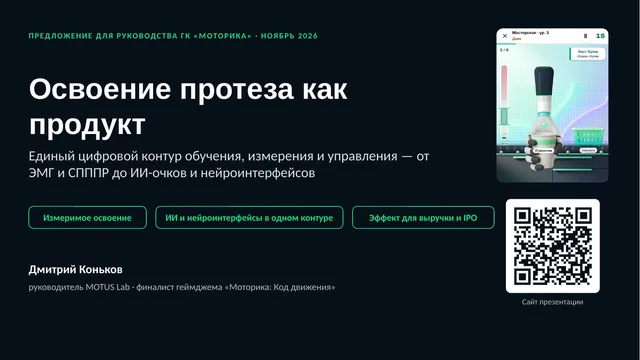 ПРЕДЛОЖЕНИЕ ДЛЯ РУКОВОДСТВА ГК «МОТОРИКА» · НОЯБРЬ 2026
Освоение протеза как
продукт
Единый цифровой контур обучения, измерения и управления — от
ЭМГ и СПППР до ИИ-очков и нейроинтерфейсов
Измеримое освоение
ИИ и нейроинтерфейсы в одном контуре
Эффект для выручки и IPO
Дмитрий Коньков
руководитель MOTUS Lab · финалист геймджема «Моторика: Код движения»
Мастерская · ур. 3
15
Сайт презентации